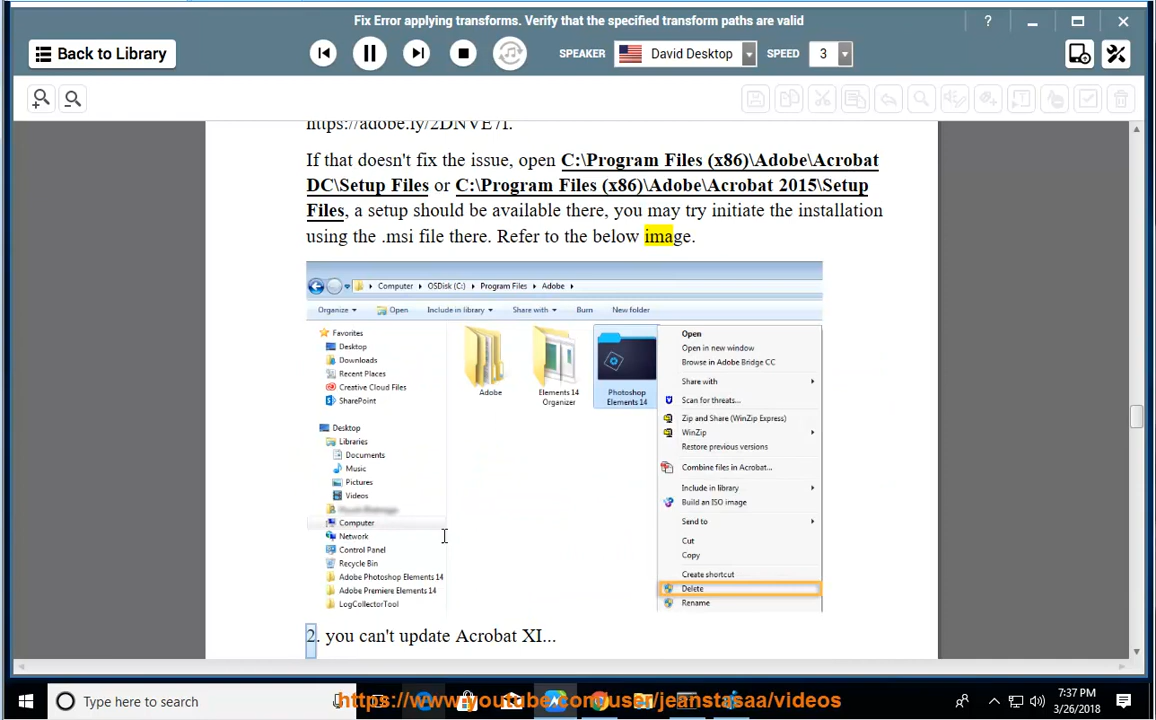 Fix Error applying transforms. Verify that the specified transform paths are valid
?
Back to Library
SPEAKER
David Desktop
SPEED
3
https://adobe.ly/2DNVE7I.
If that doesn't fix the issue, open C:\Program Files (x86)\Adobe\Acrobat
DC\Setup Files or C:\Program Files (x86)\Adobe\Acrobat 2015\Setup
Files, a setup should be available there, you may try initiate the installation
using the .msi file there. Refer to the below image.
Computer
OSDisk (C:)
Program Files
Adobe
Organize
Open
Include in library
Share with
Burn
New folder
Favorites
Desktop
Downloads
Recent Places
Creative Cloud Files
SharePoint
Desktop
Libraries
Documents
Music
Pictures
Videos
Computer
Network
Control Panel
Recycle Bin
Adobe Photoshop Elements 14
Adobe Premiere Elements 14
LogCollectorTool
Adobe
Elements 14
Organizer
Photoshop
Elements 14
Open
Open in new window
Browse in Adobe Bridge CC
Share with
Scan for threats...
Zip and Share (WinZip Express)
WinZip
Restore previous versions
Combine files in Acrobat...
Include in library
Build an ISO image
Send to
Cut
Copy
Create shortcut
Delete
Rename
2. you can't update Acrobat XI...
Type here to search
https://www.youtube.com/user/jeanstasaa/videos
7:37 PM
3/26/2018